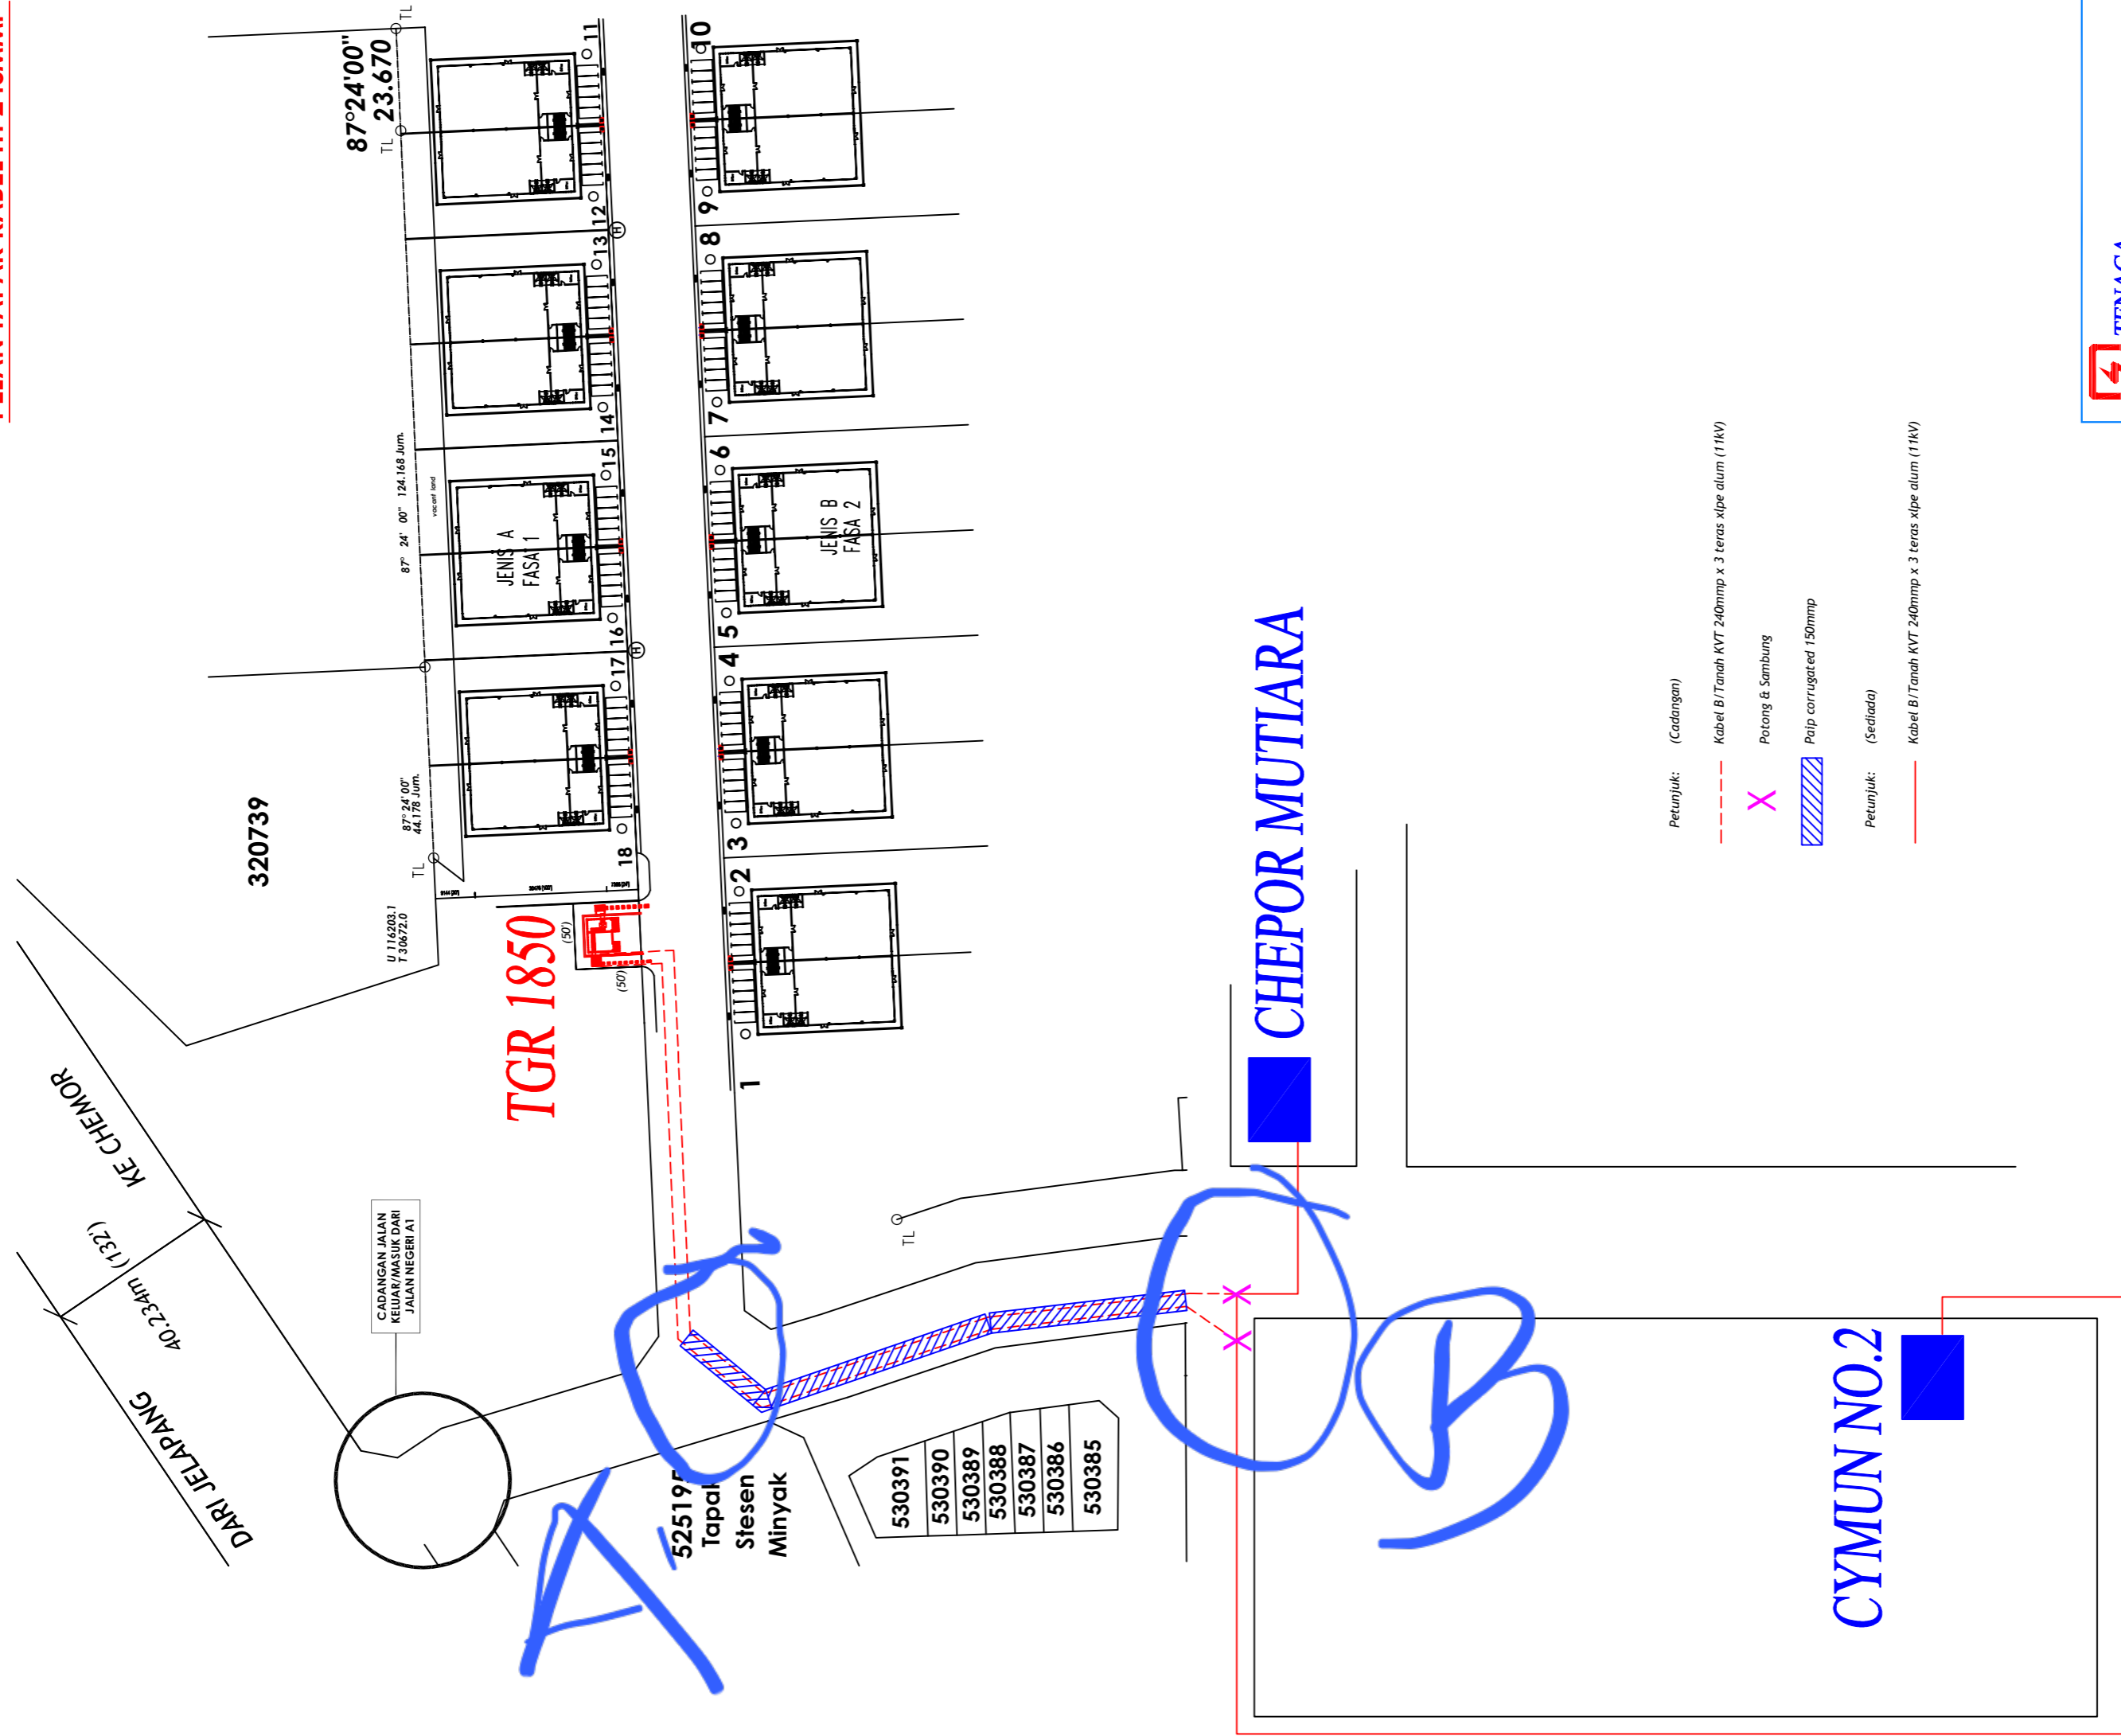 87°24'00"
23.670
TL
TL
11
10
12
13
H
9
8
14
15
7
6
16
17
H
5
4
18
3
2
1
87° 24' 00" 124.168 Jum.
vacant land
JENIS A
FASA 1
JENIS B
FASA 2
87°24'00"
44.178 Jum.
TL
320739
U 116203.1
T 30672.0
TGR 1850
(50')
(50')
KE CHEMOR
(132')
40.234m
DARI JELAPANG
CADANGAN JALAN
KELUAR/MASUK DARI
JALAN NEGERI A1
TL
Tapak
Stesen
Minyak
530391
530390
530389
530388
530387
530386
530385
A
B
CHEPOR MUTIARA
CYMUN NO.2
Petunjuk: (Cadangan)
Kabel B/Tanah KVT 240mmp x 3 teras xlpe alum (11kV)
X Potong & Sambung
Paip corrugated 150mmp
Petunjuk: (Sediada)
Kabel B/Tanah KVT 240mmp x 3 teras xlpe alum (11kV)
TENAGA